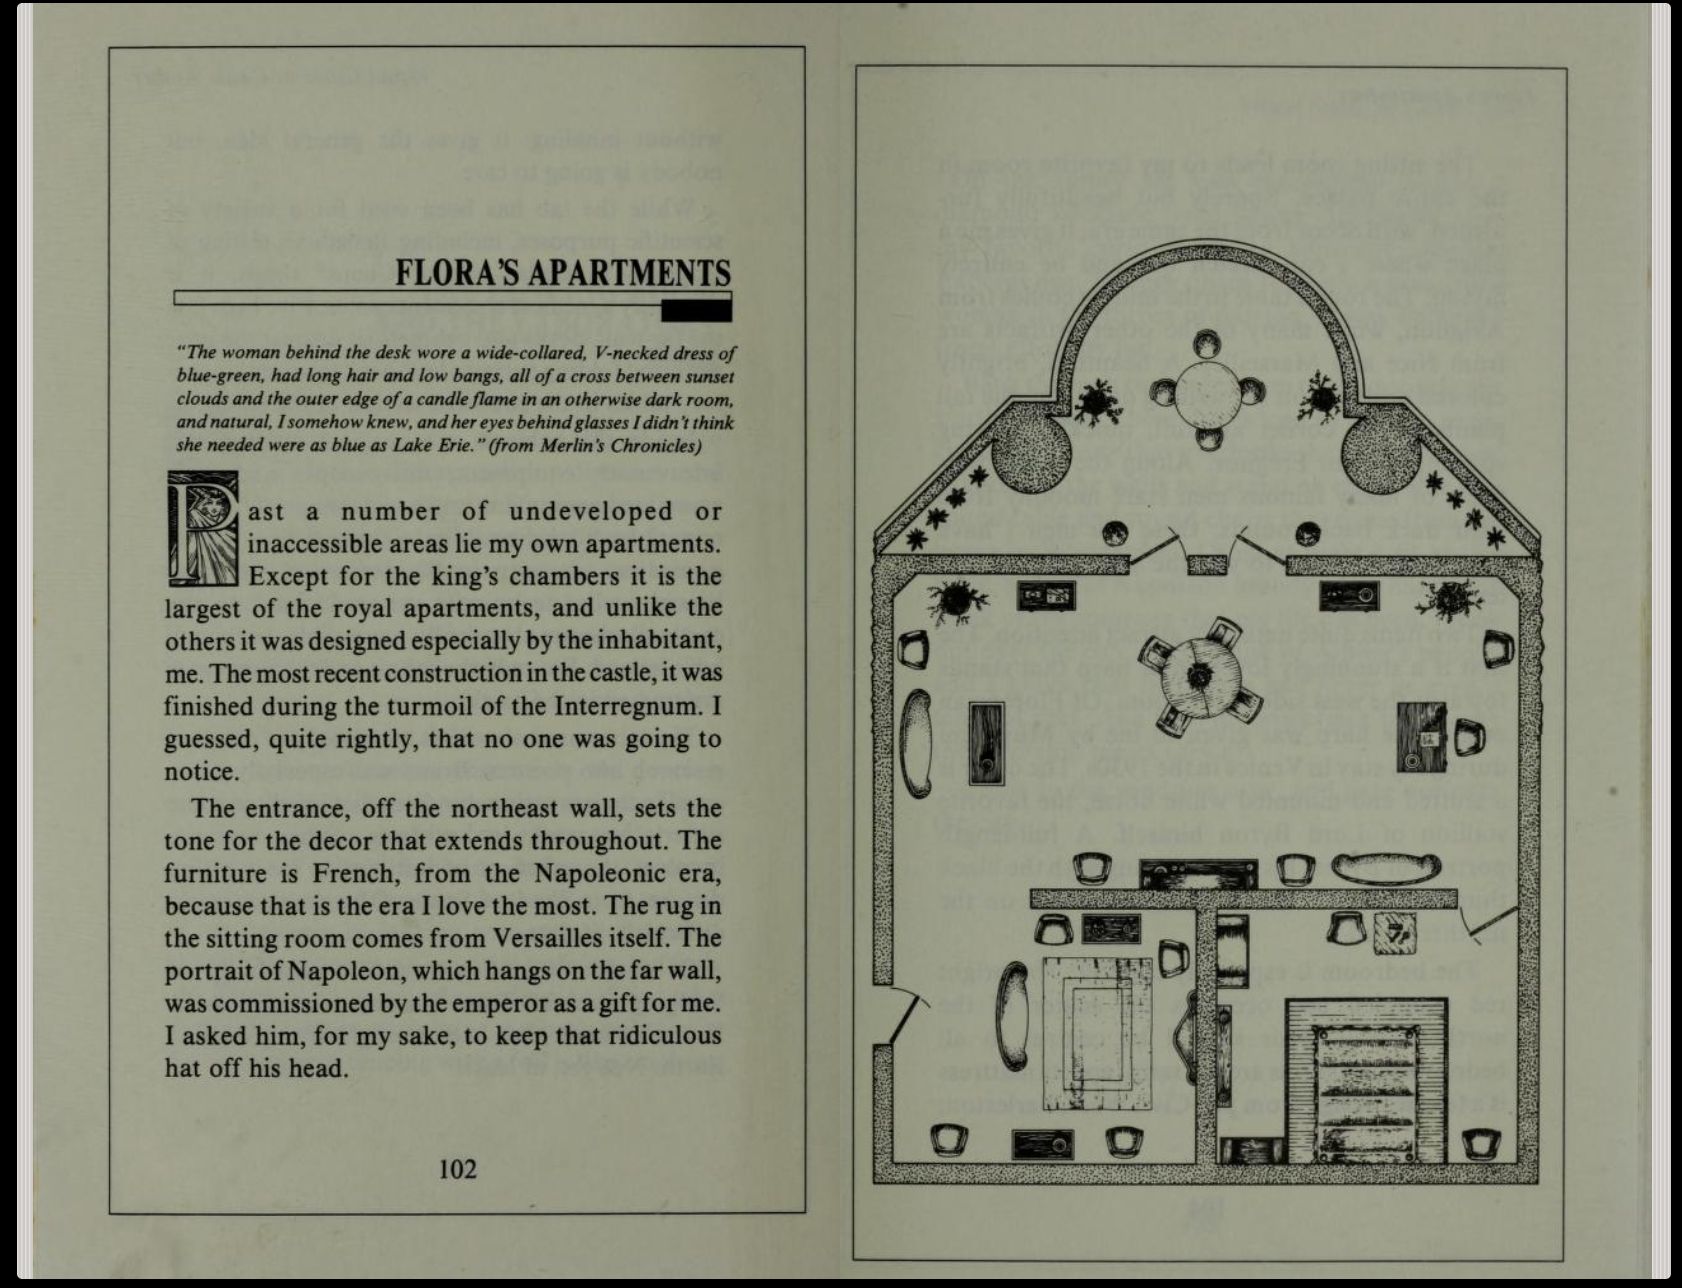 FLORA'S APARTMENTS
"The woman behind the desk wore a wide-collared, V-necked dress of
blue-green, had long hair and low bangs, all of a cross between sunset
clouds and the outer edge of a candle flame in an otherwise dark room,
and natural, I somehow knew, and her eyes behind glasses I didn't think
she needed were as blue as Lake Erie." (from Merlin's Chronicles)
Past a number of undeveloped or
inaccessible areas lie my own apartments.
Except for the king's chambers it is the
largest of the royal apartments, and unlike the
others it was designed especially by the inhabitant,
me. The most recent construction in the castle, it was
finished during the turmoil of the Interregnum. I
guessed, quite rightly, that no one was going to
notice.
The entrance, off the northeast wall, sets the
tone for the decor that extends throughout. The
furniture is French, from the Napoleonic era,
because that is the era I love the most. The rug in
the sitting room comes from Versailles itself. The
portrait of Napoleon, which hangs on the far wall,
was commissioned by the emperor as a gift for me.
I asked him, for my sake, to keep that ridiculous
hat off his head.
102